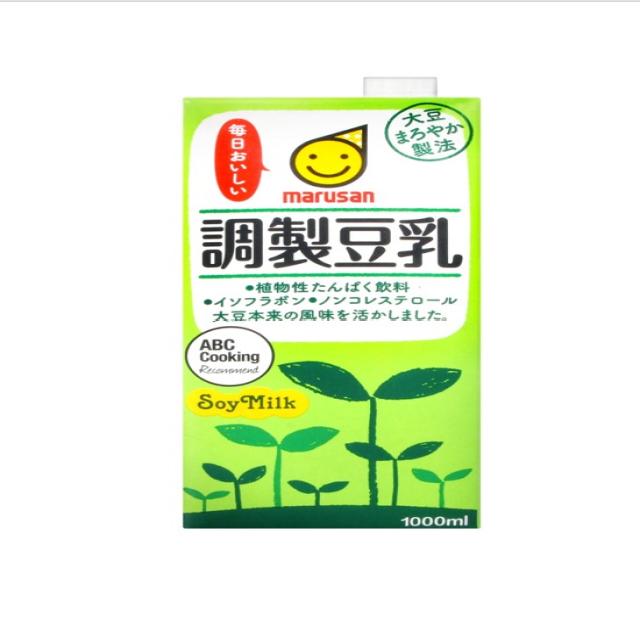 毎日おいしい
marusan
大豆
まろやか
製法
調製豆乳
●植物性たんぱく飲料
●イソフラボン●ノンコレステロール
大豆本来の風味を活かしました。
ABC
Cooking
Recommend
Soy Milk
1000ml